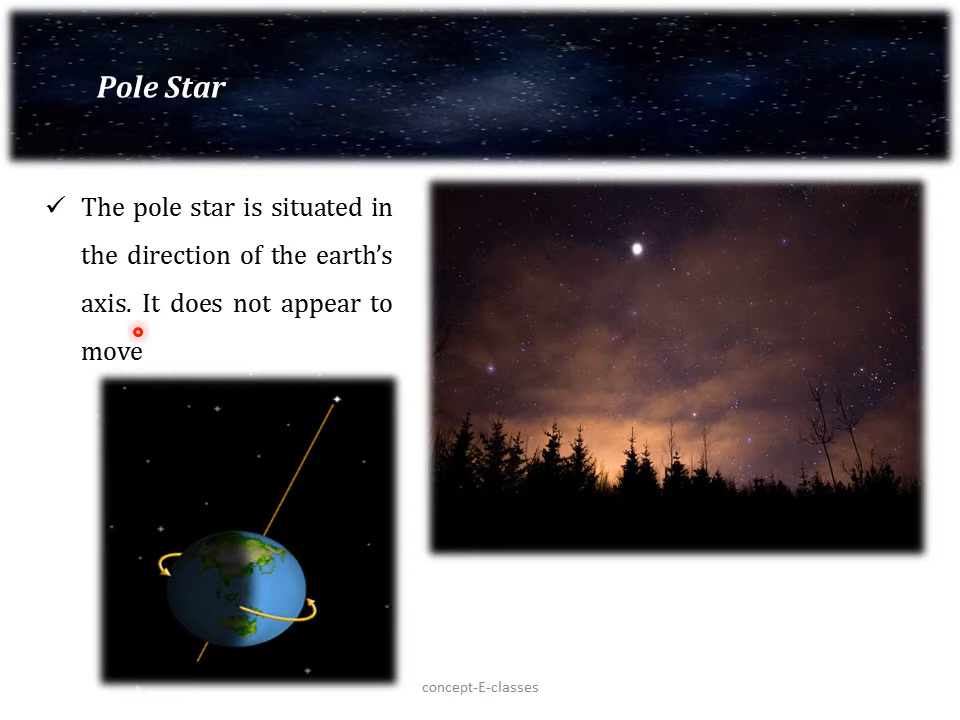 Pole Star
✓ The pole star is situated in
the direction of the earth’s
axis. It does not appear to
move
concept-E-classes